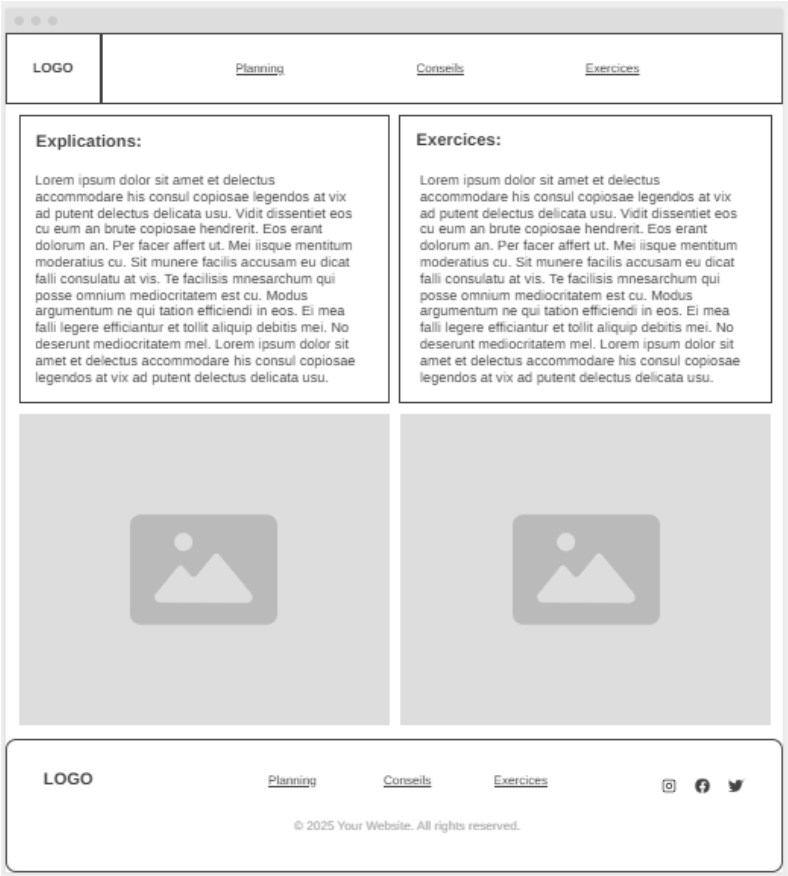 LOGO
Planning
Conseils
Exercices
Explications:
Lorem ipsum dolor sit amet et delectus
accommodare his consul copiosae legendos at vix
ad putent delectus delicata usu. Vidit dissentiet eos
cu eum an brute copiosae hendrerit. Eos erant
dolorum an. Per facer affert ut. Mei iisque mentitum
moderatius cu. Sit munere facilis accusam eu dicat
falli consulatu at vis. Te facilisis mnesarchum qui
posse omnium mediocritatem est cu. Modus
argumentum ne qui tation efficiendi in eos. Ei mea
falli legere efficiantur et tollit aliquip debitis mei. No
deserunt mediocritatem mel. Lorem ipsum dolor sit
amet et delectus accommodare his consul copiosae
legendos at vix ad putent delectus delicata usu.
Exercices:
Lorem ipsum dolor sit amet et delectus
accommodare his consul copiosae legendos at vix
ad putent delectus delicata usu. Vidit dissentiet eos
cu eum an brute copiosae hendrerit. Eos erant
dolorum an. Per facer affert ut. Mei iisque mentitum
moderatius cu. Sit munere facilis accusam eu dicat
falli consulatu at vis. Te facilisis mnesarchum qui
posse omnium mediocritatem est cu. Modus
argumentum ne qui tation efficiendi in eos. Ei mea
falli legere efficiantur et tollit aliquip debitis mei. No
deserunt mediocritatem mel. Lorem ipsum dolor sit
amet et delectus accommodare his consul copiosae
legendos at vix ad putent delectus delicata usu.
LOGO
Planning
Conseils
Exercices
© 2025 Your Website. All rights reserved.